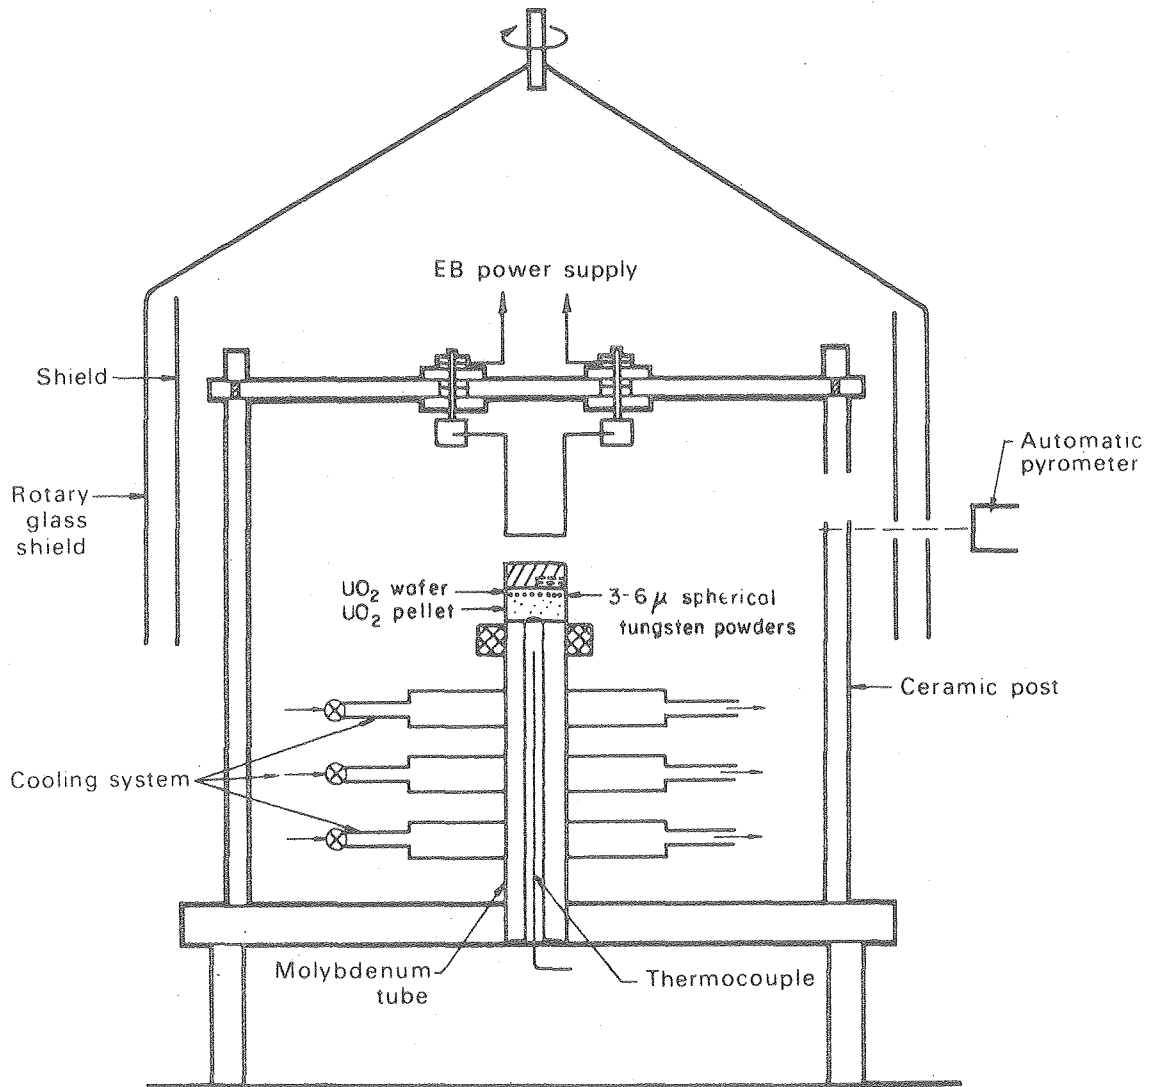 EB power supply
Shield
Automatic
pyrometer
Rotary
glass
shield
UO₂ wafer
UO₂ pellet
3-6 μ spherical
tungsten powders
Ceramic post
Cooling system
Molybdenum
tube
Thermocouple